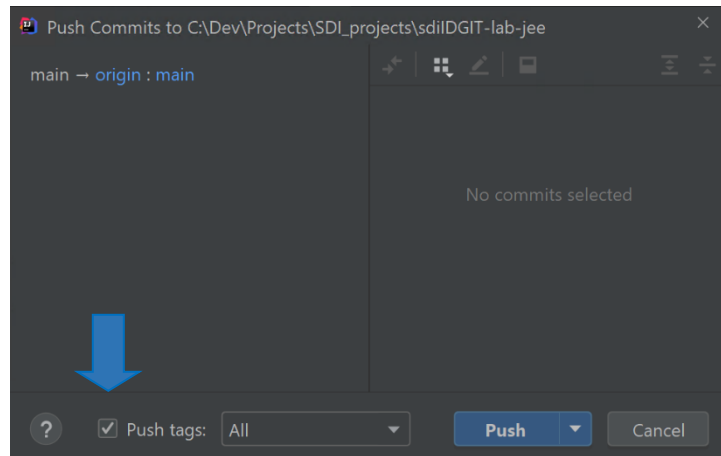 Push Commits to C:\Dev\Projects\SDI_projects\sdiIDGIT-lab-jee
main → origin : main
No commits selected
? Push tags: All Push Cancel